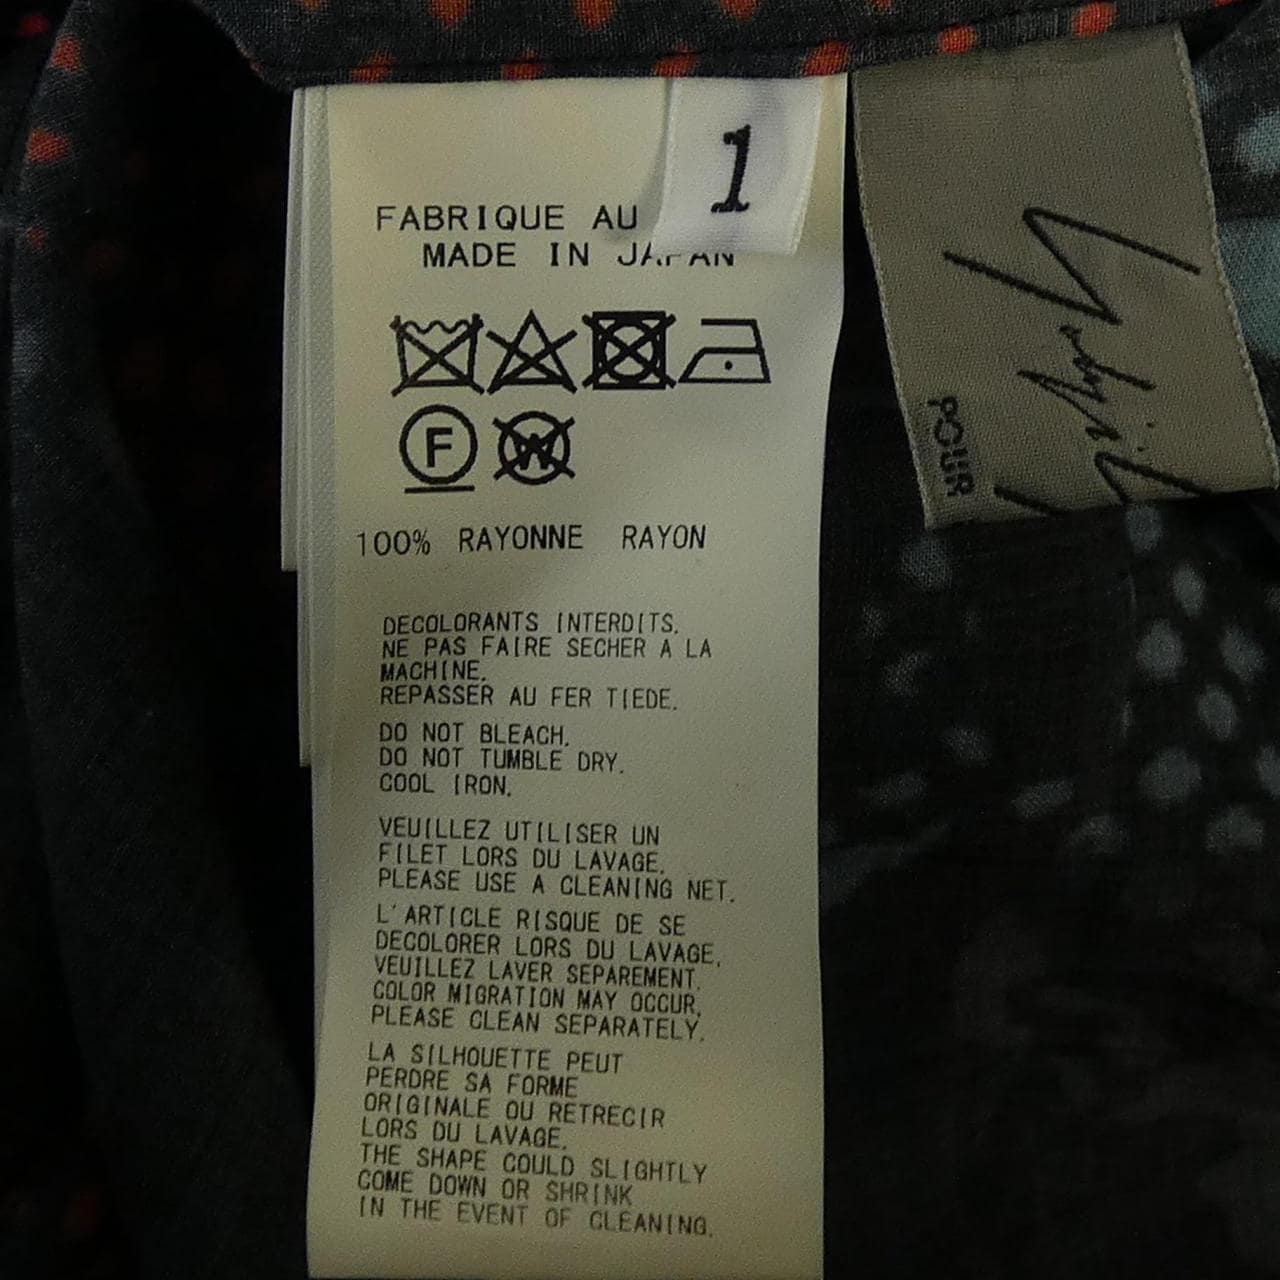 1
FABRIQUE AU
MADE IN JAPAN
F
W
100% RAYONNE RAYON
DECOLORANTS INTERDITS.
NE PAS FAIRE SECHER A LA
MACHINE.
REPASSER AU FER TIEDE.
DO NOT BLEACH.
DO NOT TUMBLE DRY.
COOL IRON.
VEUILLEZ UTILISER UN
FILET LORS DU LAVAGE.
PLEASE USE A CLEANING NET.
L'ARTICLE RISQUE DE SE
DECOLORER LORS DU LAVAGE.
VEUILLEZ LAVER SEPAREMENT.
COLOR MIGRATION MAY OCCUR,
PLEASE CLEAN SEPARATELY.
LA SILHOUETTE PEUT
PERDRE SA FORME
ORIGINALE OU RETRECIR
LORS DU LAVAGE.
THE SHAPE COULD SLIGHTLY
COME DOWN OR SHRINK
IN THE EVENT OF CLEANING.
POUR